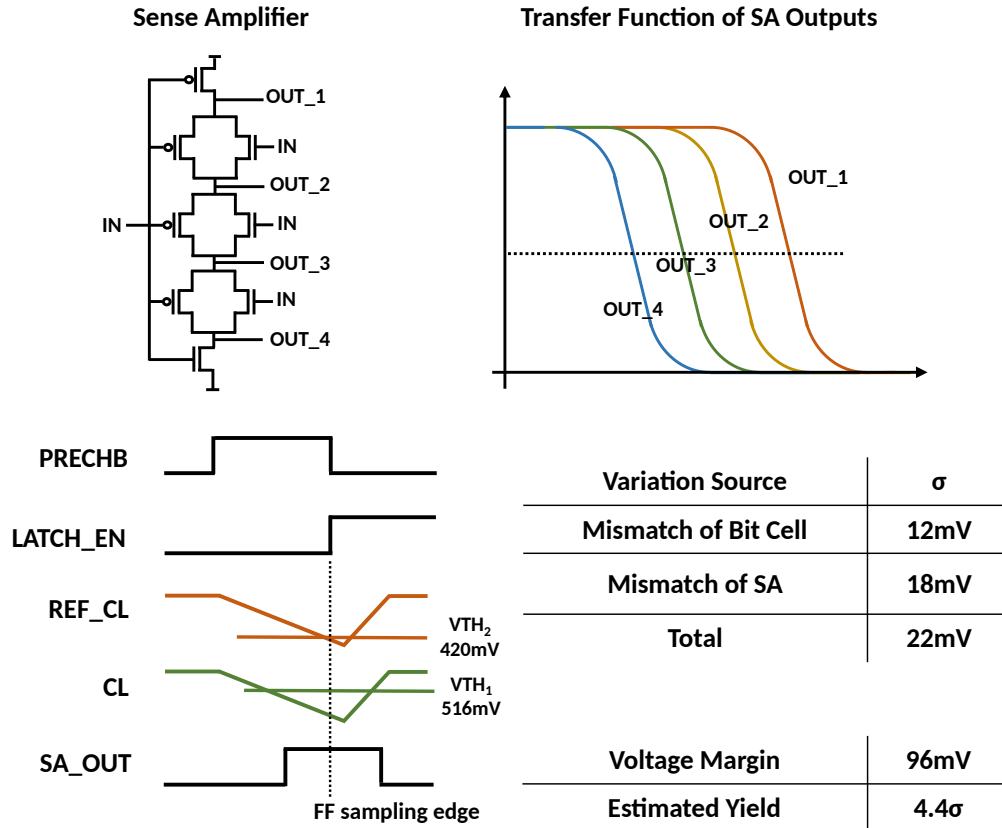 Sense Amplifier
Transfer Function of SA Outputs
OUT_1
IN
OUT_2
IN
IN
OUT_3
IN
OUT_4
OUT_1
OUT_2
OUT_3
OUT_4
PRECHB
LATCH_EN
REF_CL
VTH₂
420mV
CL
VTH₁
516mV
SA_OUT
FF sampling edge
Variation Source σ
Mismatch of Bit Cell 12mV
Mismatch of SA 18mV
Total 22mV
Voltage Margin 96mV
Estimated Yield 4.4σ